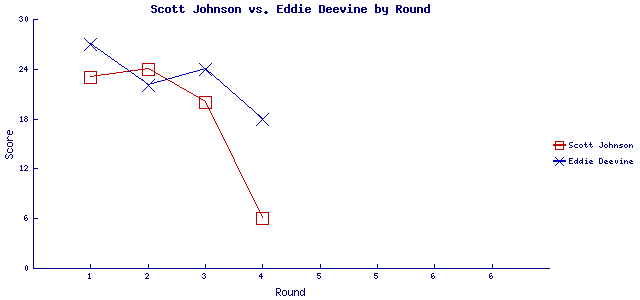 Scott Johnson vs. Eddie Deevine by Round
30
24
18
12
6
0
Score
1 2 3 4 5 5 6 6
Round
Scott Johnson
Eddie Deevine